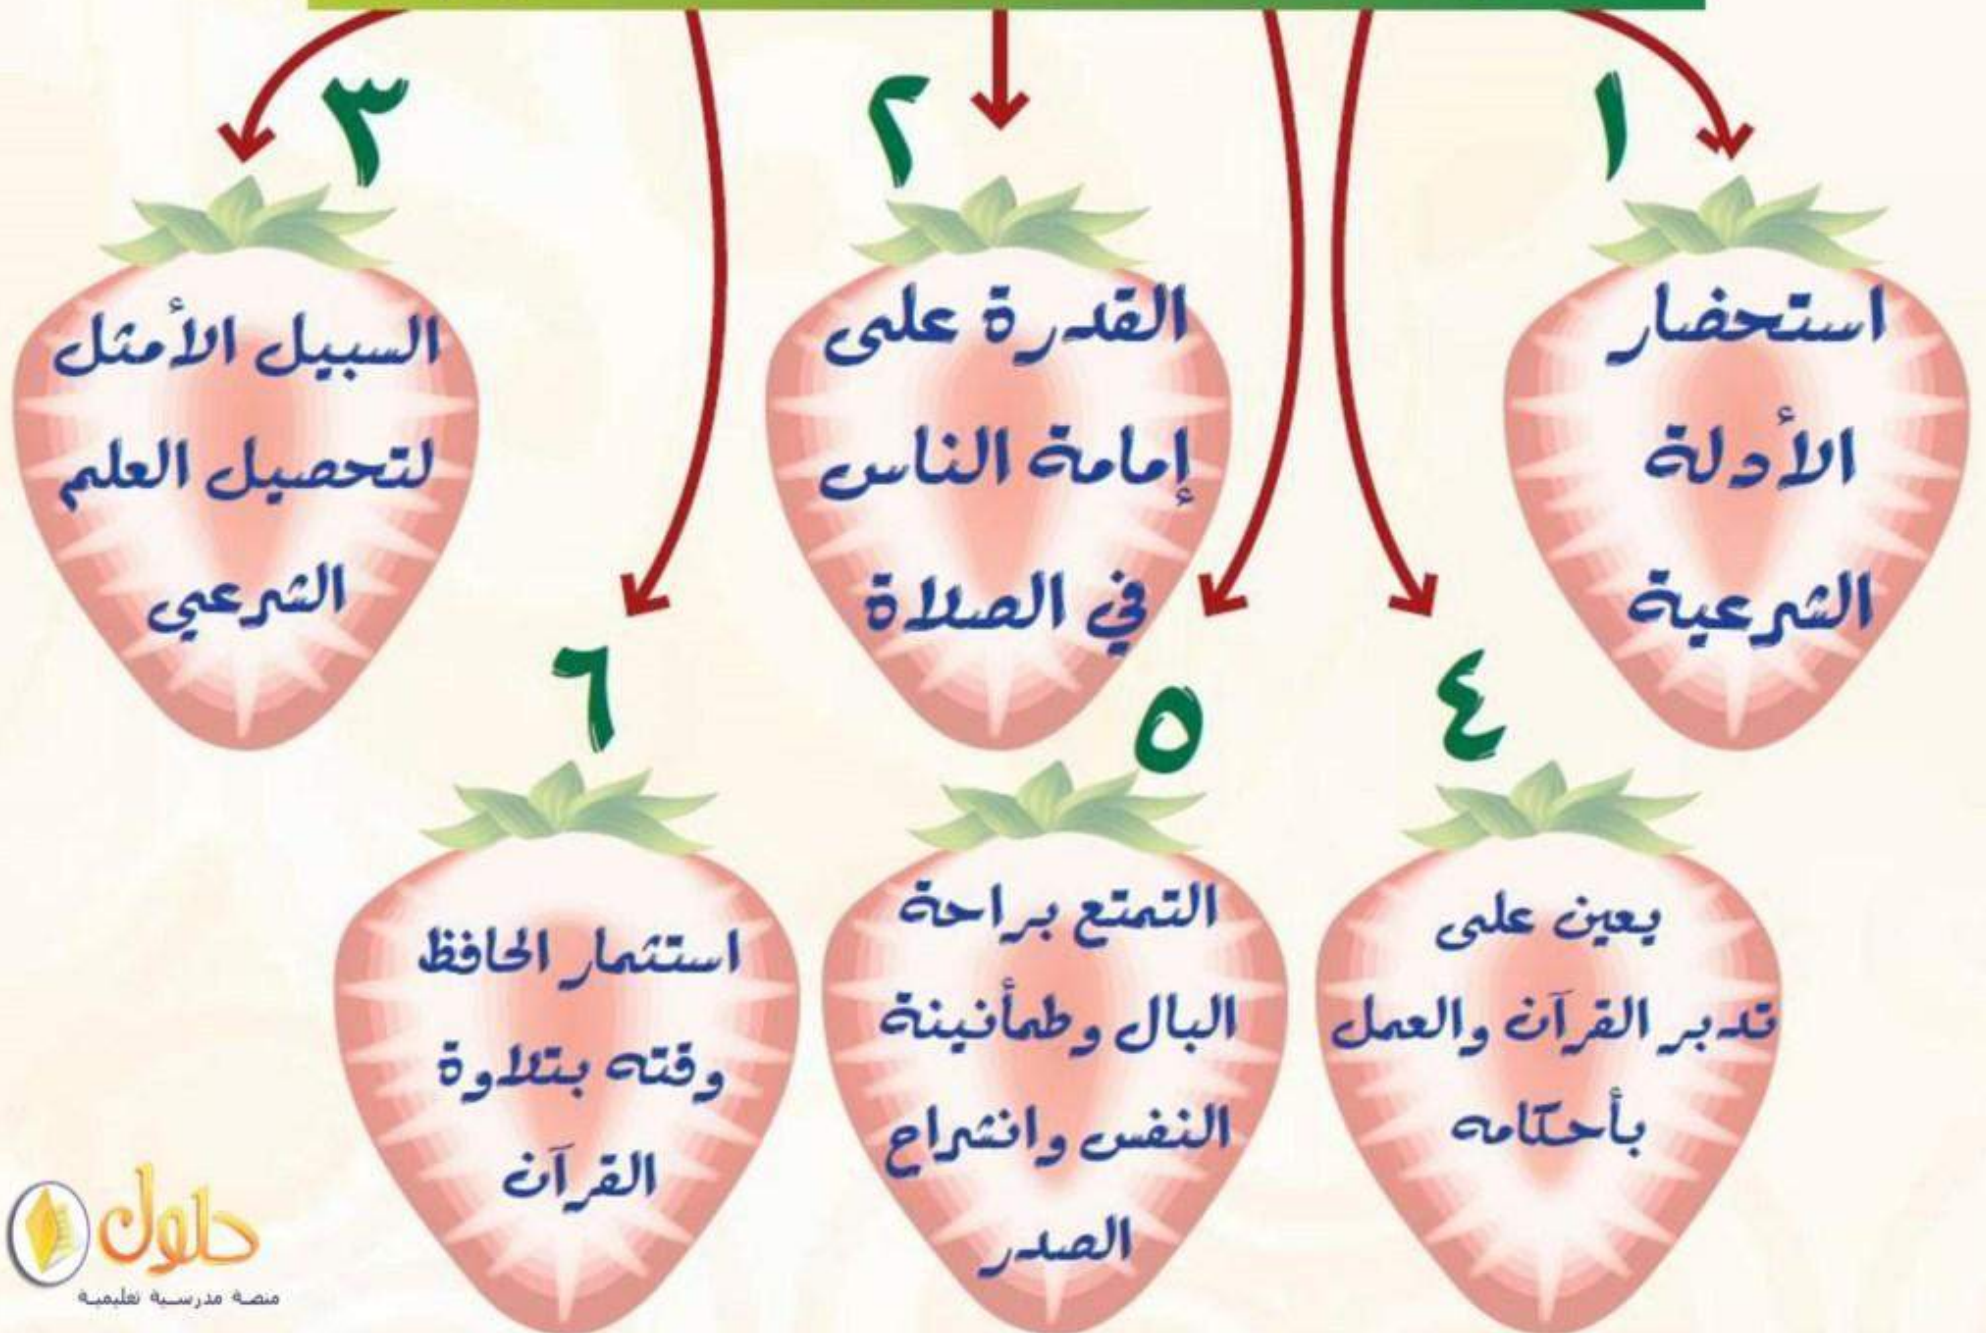 ١
استحضار
الأدلة
الشرعية
٢
القدرة على
إمامة الناس
في الصلاة
٣
السبيل الأمثل
لتحصيل العلم
الشرعي
٤
يعين على
تدبر القرآن والعمل
بأحكامه
٥
التمتع براحة
البال وطمأنينة
النفس وانشراح
الصدر
٦
استثمار الحافظ
وقته بتلاوة
القرآن
حلول
منصة مدرسية تعليمية